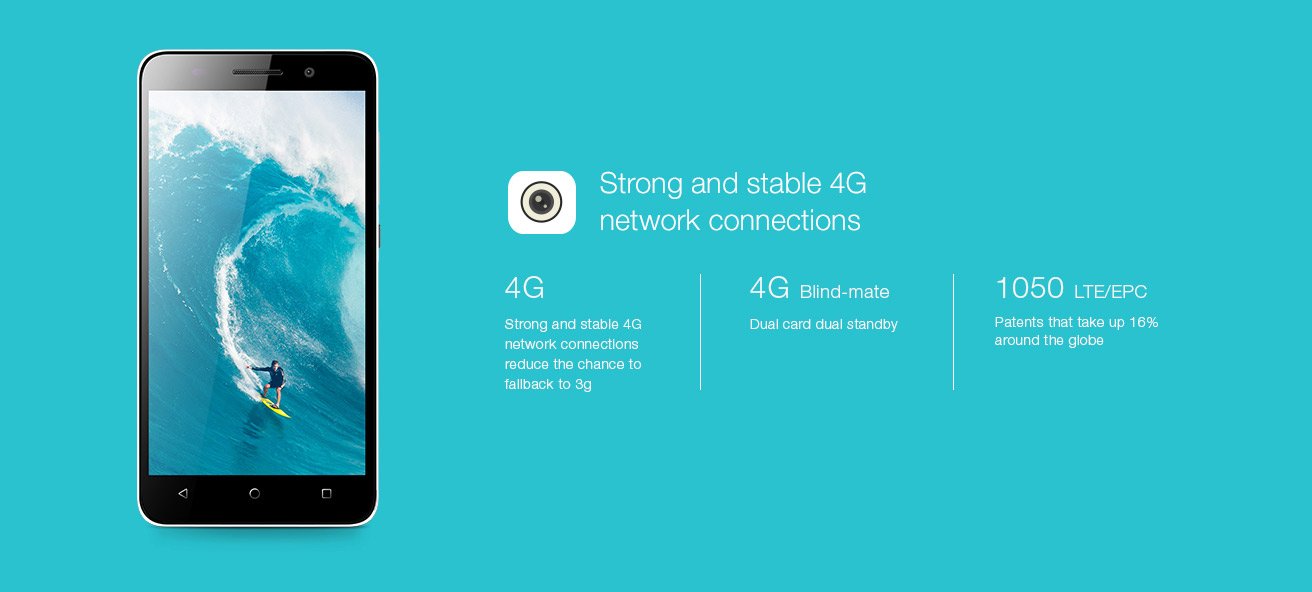 Strong and stable 4G
network connections
4G
Strong and stable 4G
network connections
reduce the chance to
fallback to 3g
4G Blind-mate
Dual card dual standby
1050 LTE/EPC
Patents that take up 16%
around the globe